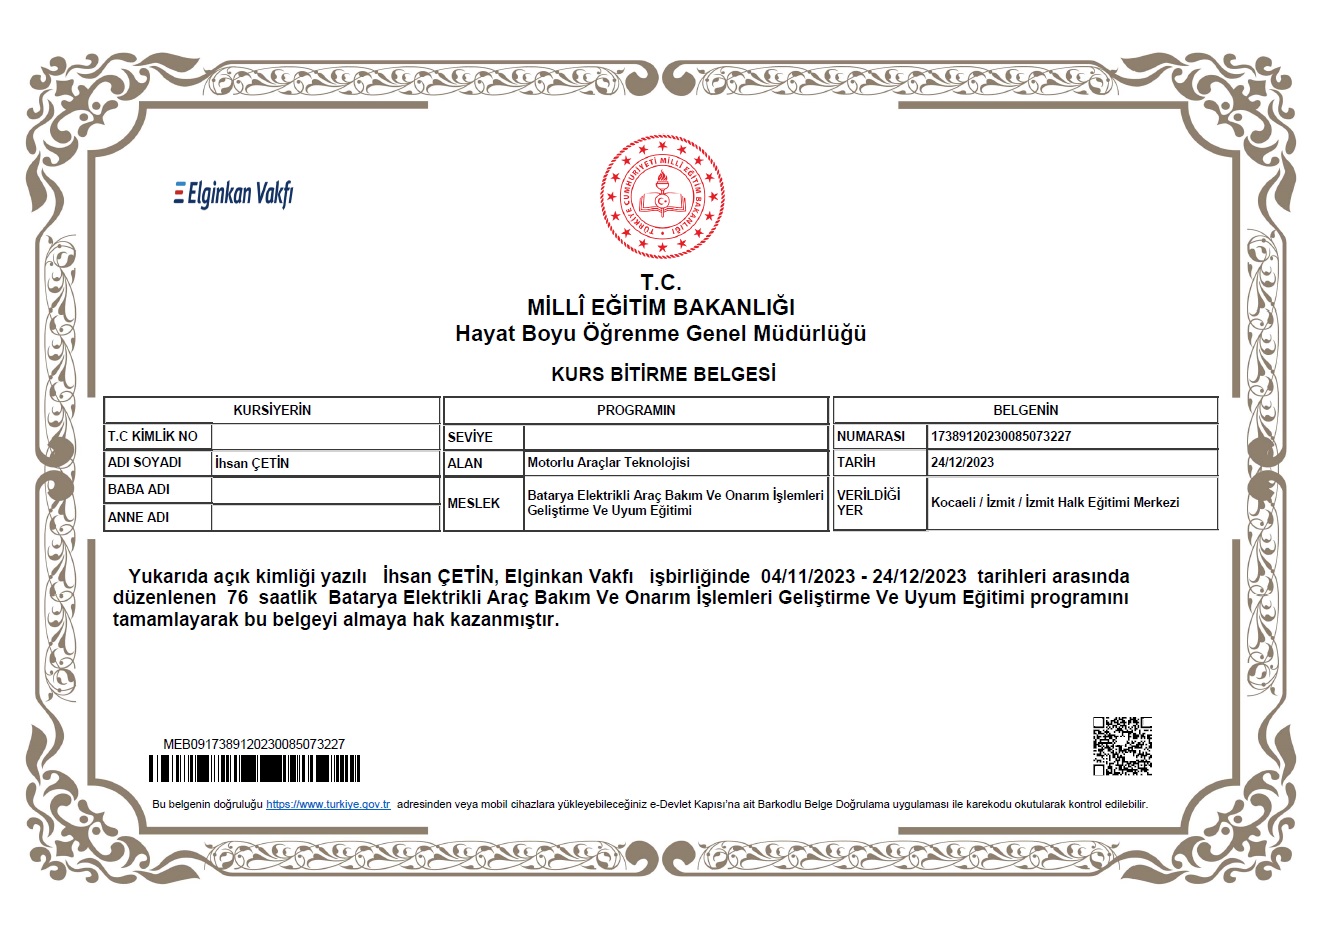 Elginkan Vakfı
TÜRKİYE CUMHURİYETİ MİLLÎ EĞİTİM BAKANLIĞI
T.C.
MİLLÎ EĞİTİM BAKANLIĞI
Hayat Boyu Öğrenme Genel Müdürlüğü
KURS BİTİRME BELGESİ
KURSİYERİN
T.C KİMLİK NO
ADI SOYADI İhsan ÇETİN
BABA ADI
ANNE ADI
PROGRAMIN
SEVİYE
ALAN Motorlu Araçlar Teknolojisi
MESLEK Batarya Elektrikli Araç Bakım Ve Onarım İşlemleri
Geliştirme Ve Uyum Eğitimi
BELGENİN
NUMARASI 17389120230085073227
TARİH 24/12/2023
VERİLDİĞİ
YER Kocaeli / İzmit / İzmit Halk Eğitimi Merkezi
Yukarıda açık kimliği yazılı İhsan ÇETİN, Elginkan Vakfı işbirliğinde 04/11/2023 - 24/12/2023 tarihleri arasında
düzenlenen 76 saatlik Batarya Elektrikli Araç Bakım Ve Onarım İşlemleri Geliştirme Ve Uyum Eğitimi programını
tamamlayarak bu belgeyi almaya hak kazanmıştır.
MEB0917389120230085073227
Bu belgenin doğruluğu https://www.turkiye.gov.tr adresinden veya mobil cihazlara yükleyebileceğiniz e-Devlet Kapısı'na ait Barkodlu Belge Doğrulama uygulaması ile karekodu okutularak kontrol edilebilir.